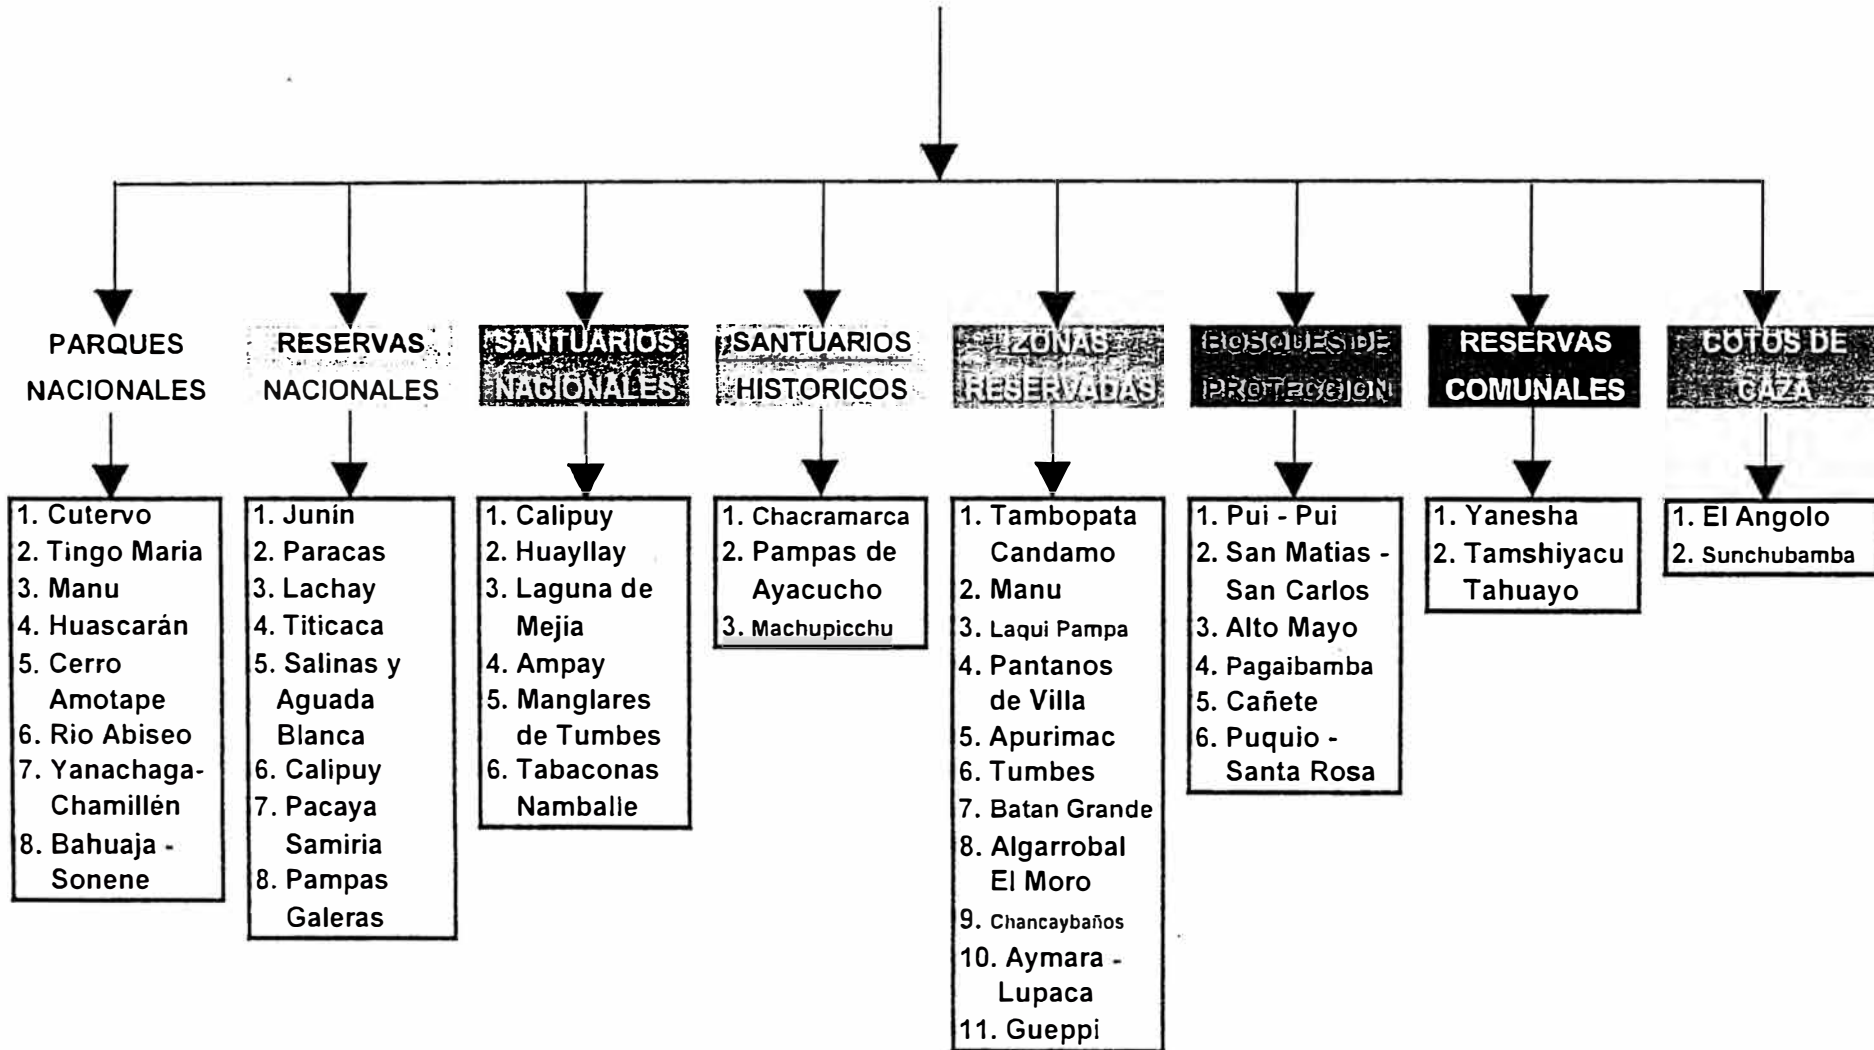 PARQUES
NACIONALES
1. Cutervo
2. Tingo Maria
3. Manu
4. Huascarán
5. Cerro
Amotape
6. Rio Abiseo
7. Yanachaga-
Chamillén
8. Bahuaja -
Sonene
RESERVAS
NACIONALES
1. Junín
2. Paracas
3. Lachay
4. Titicaca
5. Salinas y
Aguada
Blanca
6. Calipuy
7. Pacaya
Samiria
8. Pampas
Galeras
SANTUARIOS
NACIONALES
1. Calipuy
2. Huayllay
3. Laguna de
Mejía
4. Ampay
5. Manglares
de Tumbes
6. Tabaconas
Namballe
SANTUARIOS
HISTORICOS
1. Chacramarca
2. Pampas de
Ayacucho
3. Machupicchu
IZONAS
RESERVADAS
1. Tambopata
Candamo
2. Manu
3. Laqui Pampa
4. Pantanos
de Villa
5. Apurimac
6. Tumbes
7. Batan Grande
8. Algarrobal
El Moro
9. Chancaybaños
10. Aymara -
Lupaca
11. Gueppi
BOSQUES DE
PROTECCION
1. Pui - Pui
2. San Matias -
San Carlos
3. Alto Mayo
4. Pagaibamba
5. Cañete
6. Puquio -
Santa Rosa
RESERVAS
COMUNALES
1. Yanesha
2. Tamshiyacu
Tahuayo
COTOS DE
CAZA
1. El Angolo
2. Sunchubamba